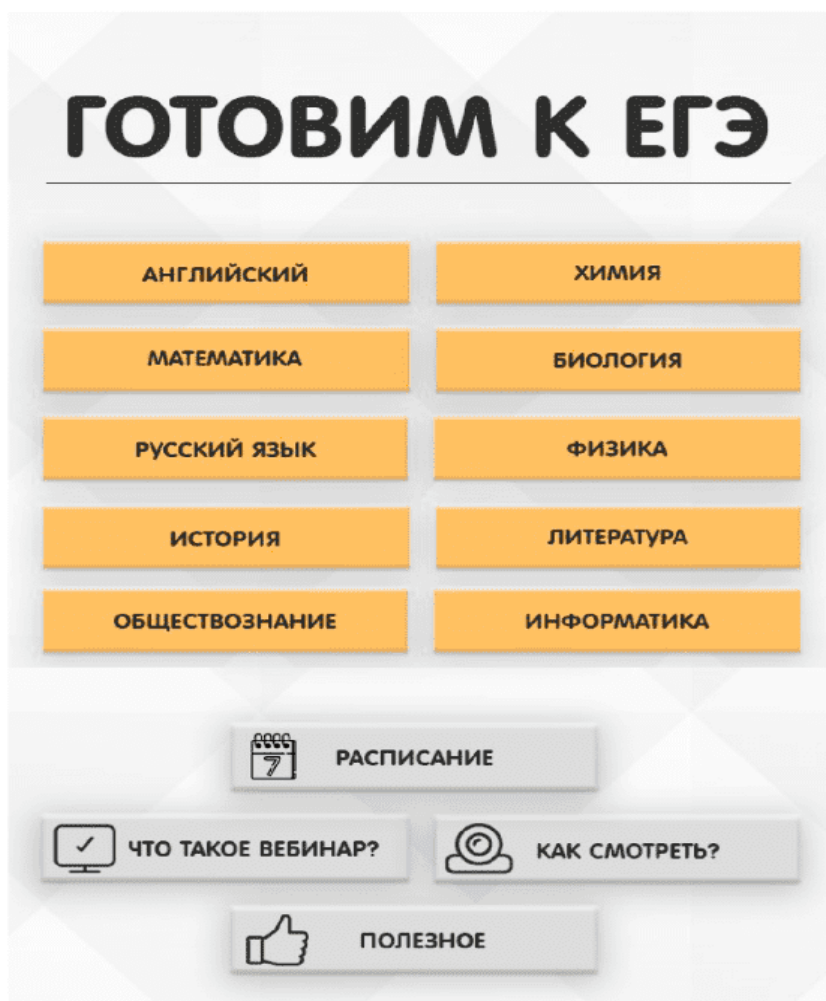 ГОТОВИМ К ЕГЭ
АНГЛИЙСКИЙ
ХИМИЯ
МАТЕМАТИКА
БИОЛОГИЯ
РУССКИЙ ЯЗЫК
ФИЗИКА
ИСТОРИЯ
ЛИТЕРАТУРА
ОБЩЕСТВОЗНАНИЕ
ИНФОРМАТИКА
7
РАСПИСАНИЕ
ЧТО ТАКОЕ ВЕБИНАР?
КАК СМОТРЕТЬ?
ПОЛЕЗНОЕ